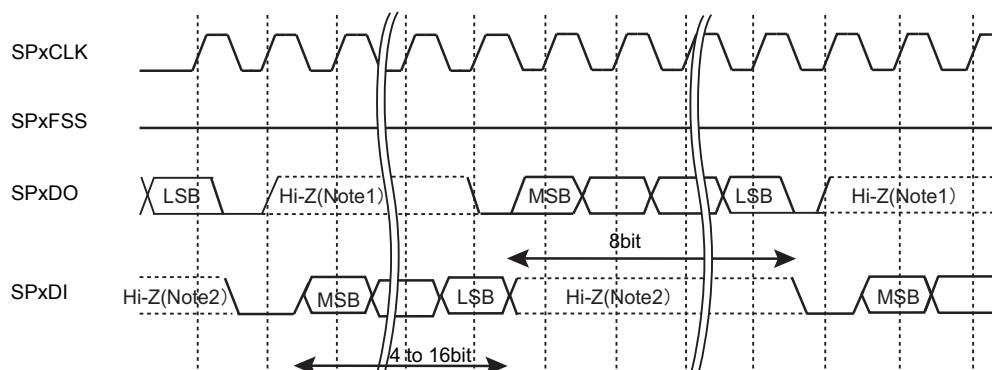 SPxCLK
SPxFSS
SPxDO
LSB
Hi-Z(Note1)
MSB
LSB
Hi-Z(Note1)
8bit
SPxDI
Hi-Z(Note2)
MSB
LSB
Hi-Z(Note2)
MSB
4 to 16bit